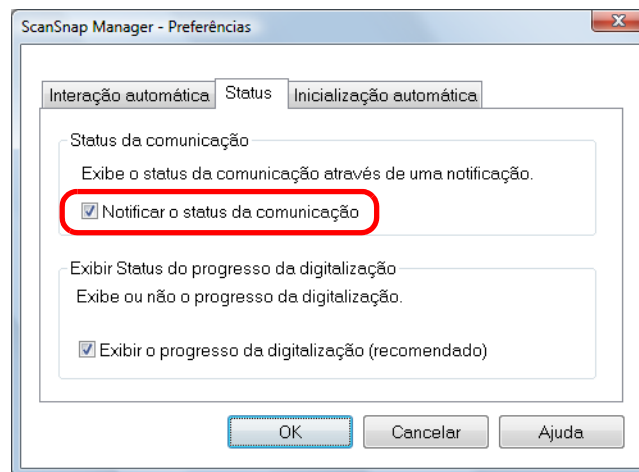 ScanSnap Manager - Preferências
Interação automática Status Inicialização automática
Status da comunicação
Exibe o status da comunicação através de uma notificação.
Notificar o status da comunicação
Exibir Status do progresso da digitalização
Exibe ou não o progresso da digitalização.
Exibir o progresso da digitalização (recomendado)
OK Cancelar Ajuda